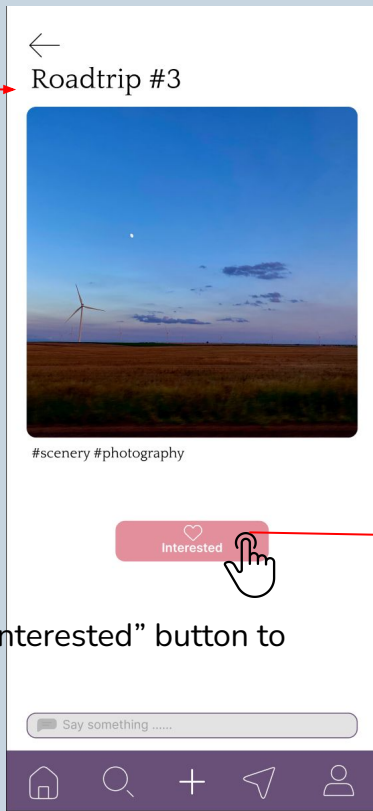 Roadtrip #3
#scenery #photography
Interested
nterested” button to
Say something ......